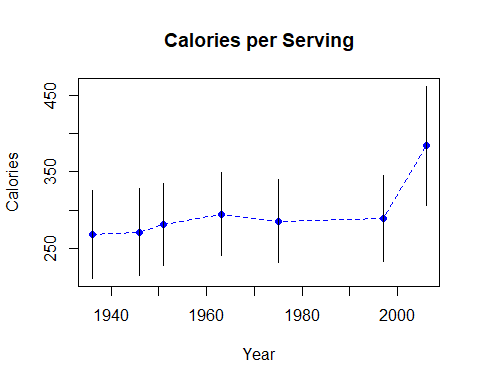 Calories per Serving
Calories
450
350
250
1940 1960 1980 2000
Year